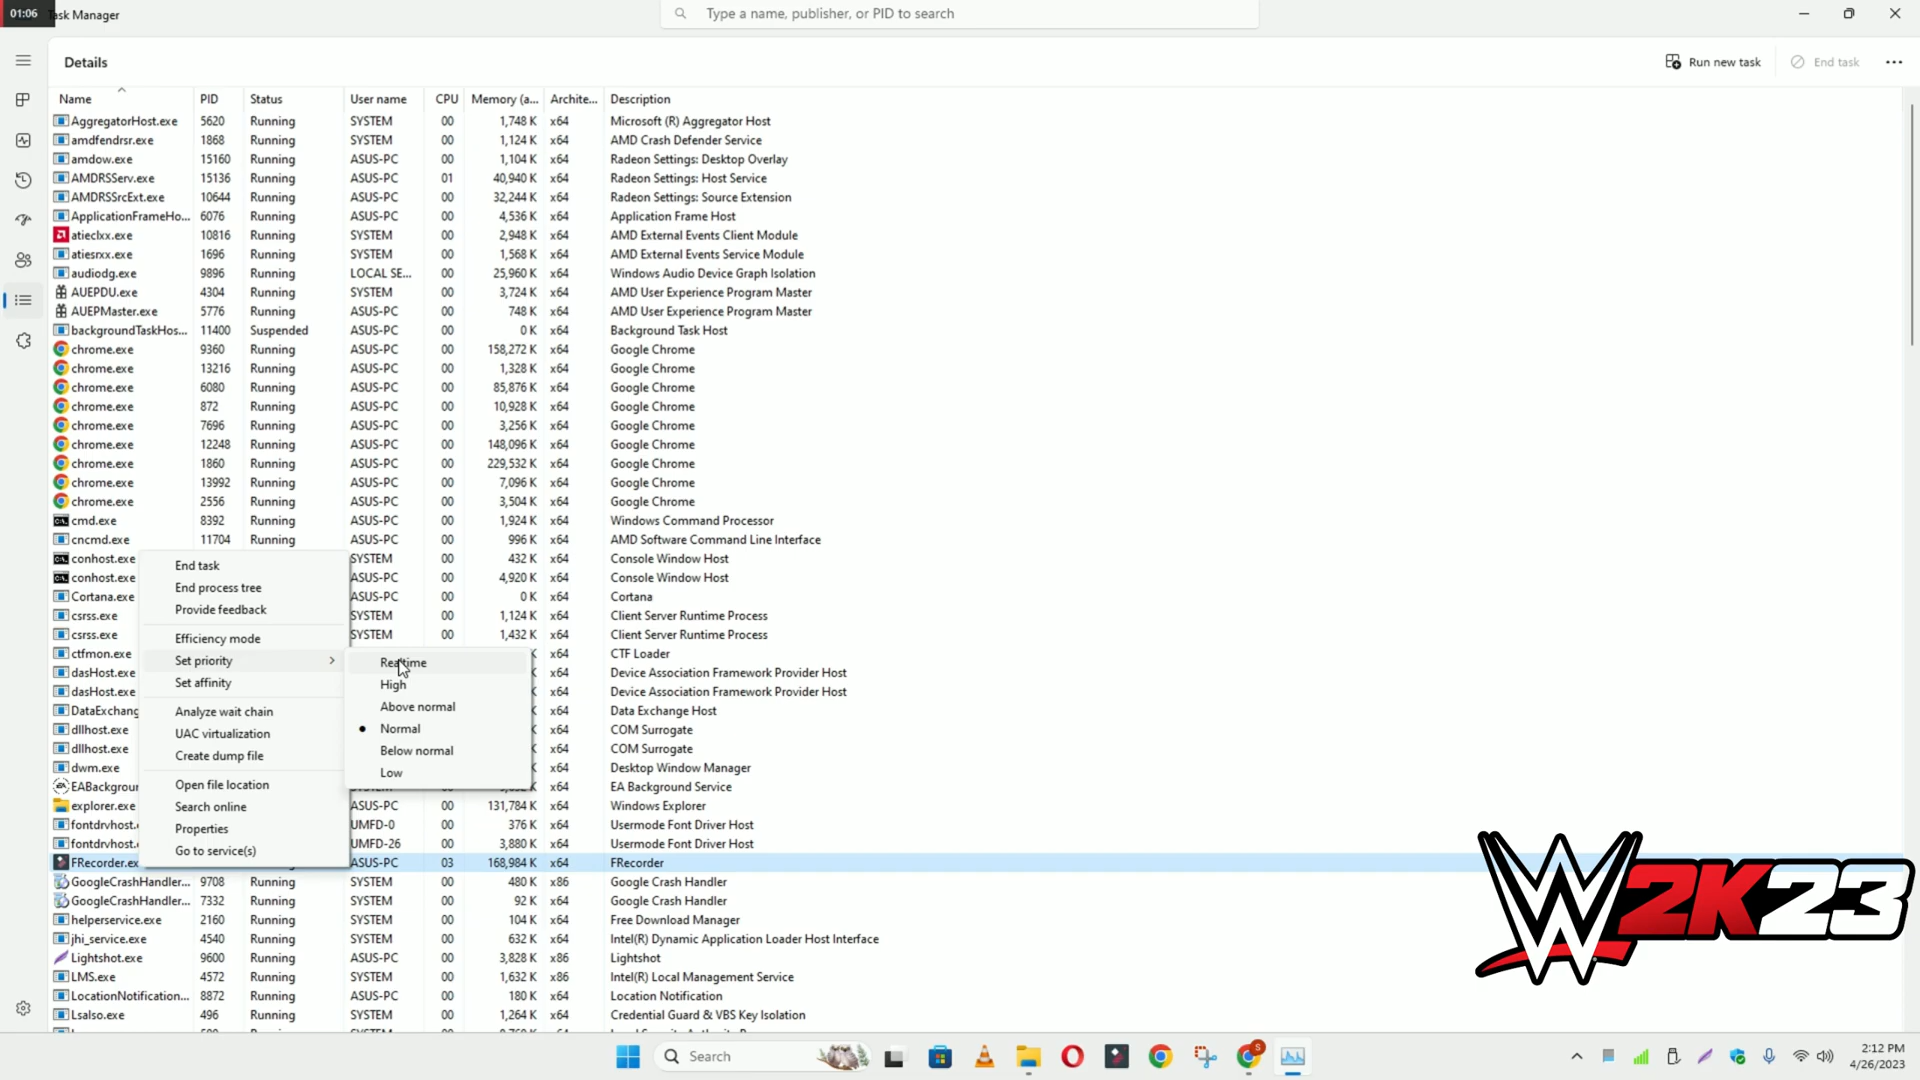 01:06
Task Manager
Type a name, publisher, or PID to search
Details
Run new task
End task
Name PID Status User name CPU Memory (a... Archite... Description
AggregatorHost.exe 5620 Running SYSTEM 00 1,748 K x64 Microsoft (R) Aggregator Host
amdfendrsr.exe 1868 Running SYSTEM 00 1,124 K x64 AMD Crash Defender Service
amdow.exe 15160 Running ASUS-PC 00 1,104 K x64 Radeon Settings: Desktop Overlay
AMDRSServ.exe 15136 Running ASUS-PC 01 40,940 K x64 Radeon Settings: Host Service
AMDRSSrcExt.exe 10644 Running ASUS-PC 00 32,244 K x64 Radeon Settings: Source Extension
ApplicationFrameHo... 6076 Running ASUS-PC 00 4,536 K x64 Application Frame Host
atieclxx.exe 10816 Running SYSTEM 00 2,948 K x64 AMD External Events Client Module
atiesrxx.exe 1696 Running SYSTEM 00 1,568 K x64 AMD External Events Service Module
audiodg.exe 9896 Running LOCAL SE... 00 25,960 K x64 Windows Audio Device Graph Isolation
AUEPDU.exe 4304 Running SYSTEM 00 3,724 K x64 AMD User Experience Program Master
AUEPMaster.exe 5776 Running ASUS-PC 00 748 K x64 AMD User Experience Program Master
backgroundTaskHos... 11400 Suspended ASUS-PC 00 0 K x64 Background Task Host
chrome.exe 9360 Running ASUS-PC 00 158,272 K x64 Google Chrome
chrome.exe 13216 Running ASUS-PC 00 1,328 K x64 Google Chrome
chrome.exe 6080 Running ASUS-PC 00 85,876 K x64 Google Chrome
chrome.exe 872 Running ASUS-PC 00 10,928 K x64 Google Chrome
chrome.exe 7696 Running ASUS-PC 00 3,256 K x64 Google Chrome
chrome.exe 12248 Running ASUS-PC 00 148,096 K x64 Google Chrome
chrome.exe 1860 Running ASUS-PC 00 229,532 K x64 Google Chrome
chrome.exe 13992 Running ASUS-PC 00 7,096 K x64 Google Chrome
chrome.exe 2556 Running ASUS-PC 00 3,504 K x64 Google Chrome
cmd.exe 8392 Running ASUS-PC 00 1,924 K x64 Windows Command Processor
cncmd.exe 11704 Running ASUS-PC 00 996 K x64 AMD Software Command Line Interface
conhost.exe SYSTEM 00 432 K x64 Console Window Host
conhost.exe ASUS-PC 00 4,920 K x64 Console Window Host
Cortana.exe ASUS-PC 00 0 K x64 Cortana
csrss.exe SYSTEM 00 1,124 K x64 Client Server Runtime Process
csrss.exe SYSTEM 00 1,432 K x64 Client Server Runtime Process
ctfmon.exe K x64 CTF Loader
dasHost.exe K x64 Device Association Framework Provider Host
dasHost.exe K x64 Device Association Framework Provider Host
DataExchang K x64 Data Exchange Host
dllhost.exe K x64 COM Surrogate
dllhost.exe K x64 COM Surrogate
dwm.exe K x64 Desktop Window Manager
EABackgroun K x64 EA Background Service
explorer.exe ASUS-PC 00 131,784 K x64 Windows Explorer
fontdrvhost. UMFD-0 00 376 K x64 Usermode Font Driver Host
fontdrvhost. UMFD-26 00 3,880 K x64 Usermode Font Driver Host
FRecorder.ex ASUS-PC 03 168,984 K x64 FRecorder
GoogleCrashHandler... 9708 Running SYSTEM 00 480 K x86 Google Crash Handler
GoogleCrashHandler... 7332 Running SYSTEM 00 92 K x86 Google Crash Handler
helperservice.exe 2160 Running SYSTEM 00 104 K x64 Free Download Manager
jhi_service.exe 4540 Running SYSTEM 00 632 K x64 Intel(R) Dynamic Application Loader Host Interface
Lightshot.exe 9600 Running ASUS-PC 00 3,828 K x86 Lightshot
LMS.exe 4572 Running SYSTEM 00 1,632 K x86 Intel(R) Local Management Service
LocationNotification... 8872 Running ASUS-PC 00 180 K x64 Location Notification
Lsalso.exe 496 Running SYSTEM 00 1,264 K x64 Credential Guard & VBS Key Isolation
End task
End process tree
Provide feedback
Efficiency mode
Set priority
Set affinity
Analyze wait chain
UAC virtualization
Create dump file
Open file location
Search online
Properties
Go to service(s)
Realtime
High
Above normal
Normal
Below normal
Low
W 2K23
Search
S
2:12 PM
4/26/2023